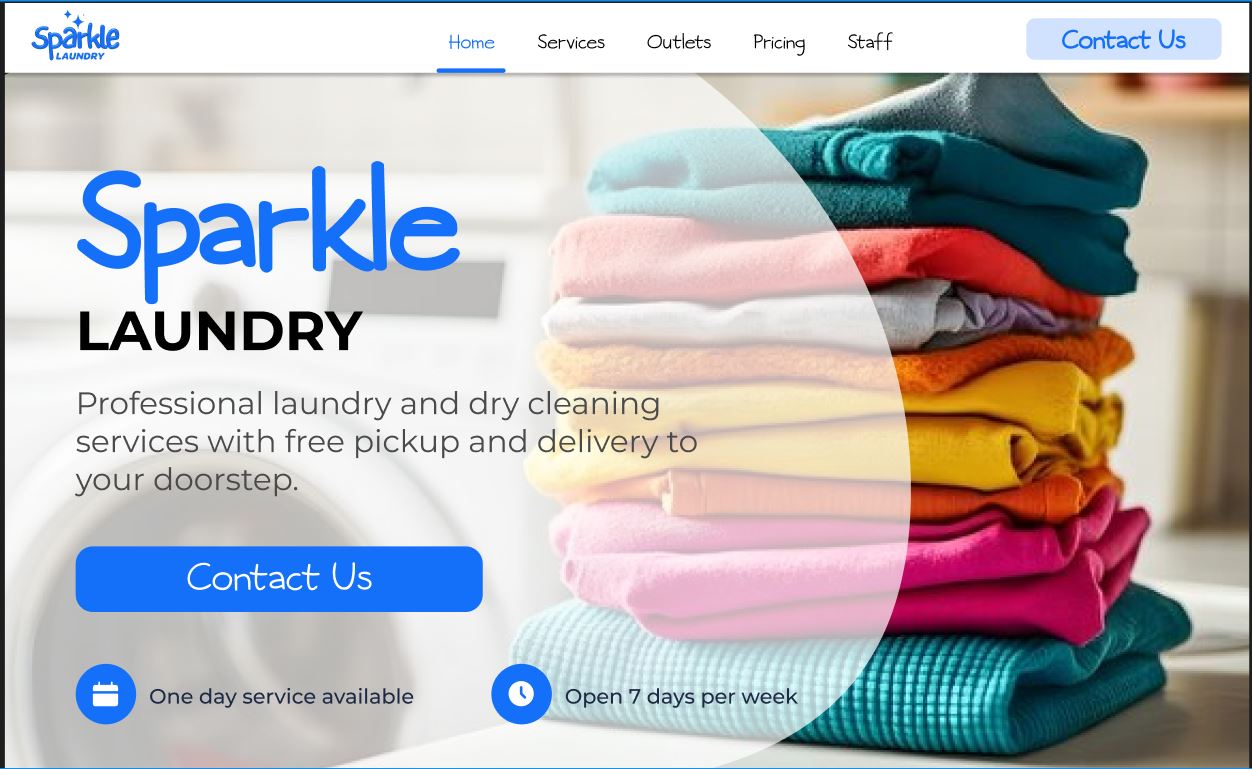 Sparkle
LAUNDRY
Home
Services
Outlets
Pricing
Staff
Contact Us
Sparkle
LAUNDRY
Professional laundry and dry cleaning
services with free pickup and delivery to
your doorstep.
Contact Us
One day service available
Open 7 days per week